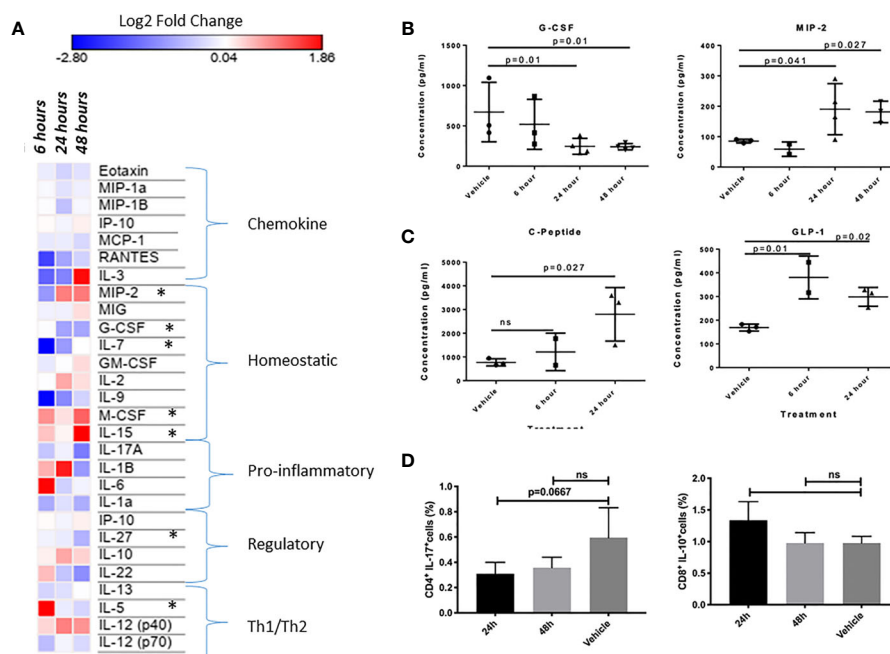 A
Log2 Fold Change
-2.80 0.04 1.86
6 hours 24 hours 48 hours
Eotaxin
MIP-1a
MIP-1B
IP-10
MCP-1
RANTES
IL-3
Chemokine
MIP-2 *
MIG
G-CSF *
IL-7 *
GM-CSF
IL-2
IL-9
M-CSF *
IL-15 *
Homeostatic
IL-17A
IL-1B
IL-6
IL-1a
Pro-inflammatory
IP-10
IL-27 *
IL-10
IL-22
Regulatory
IL-13
IL-5 *
IL-12 (p40)
IL-12 (p70)
Th1/Th2
B
G-CSF
p=0.01
p=0.01
Concentration (pg/ml)
1500
1000
500
0
Vehicle 6 hour 24 hour 48 hour
MIP-2
p=0.027
p=0.041
Concentration (pg/ml)
400
300
200
100
0
Vehicle 6 hour 24 hour 48 hour
C
C-Peptide
p=0.027
ns
Concentration (pg/ml)
5000
4000
3000
2000
1000
0
Vehicle 6 hour 24 hour
Treatment
GLP-1
p=0.02
p=0.01
Concentration (pg/ml)
500
400
300
200
100
0
Vehicle 6 hour 24 hour
Treatment
D
ns
p=0.0667
CD4+ IL-17+cells (%)
1.0
0.8
0.6
0.4
0.2
0.0
24h 48h Vehicle
ns
CD8+ IL-10+cells (%)
2.0
1.5
1.0
0.5
0.0
24h 48h Vehicle